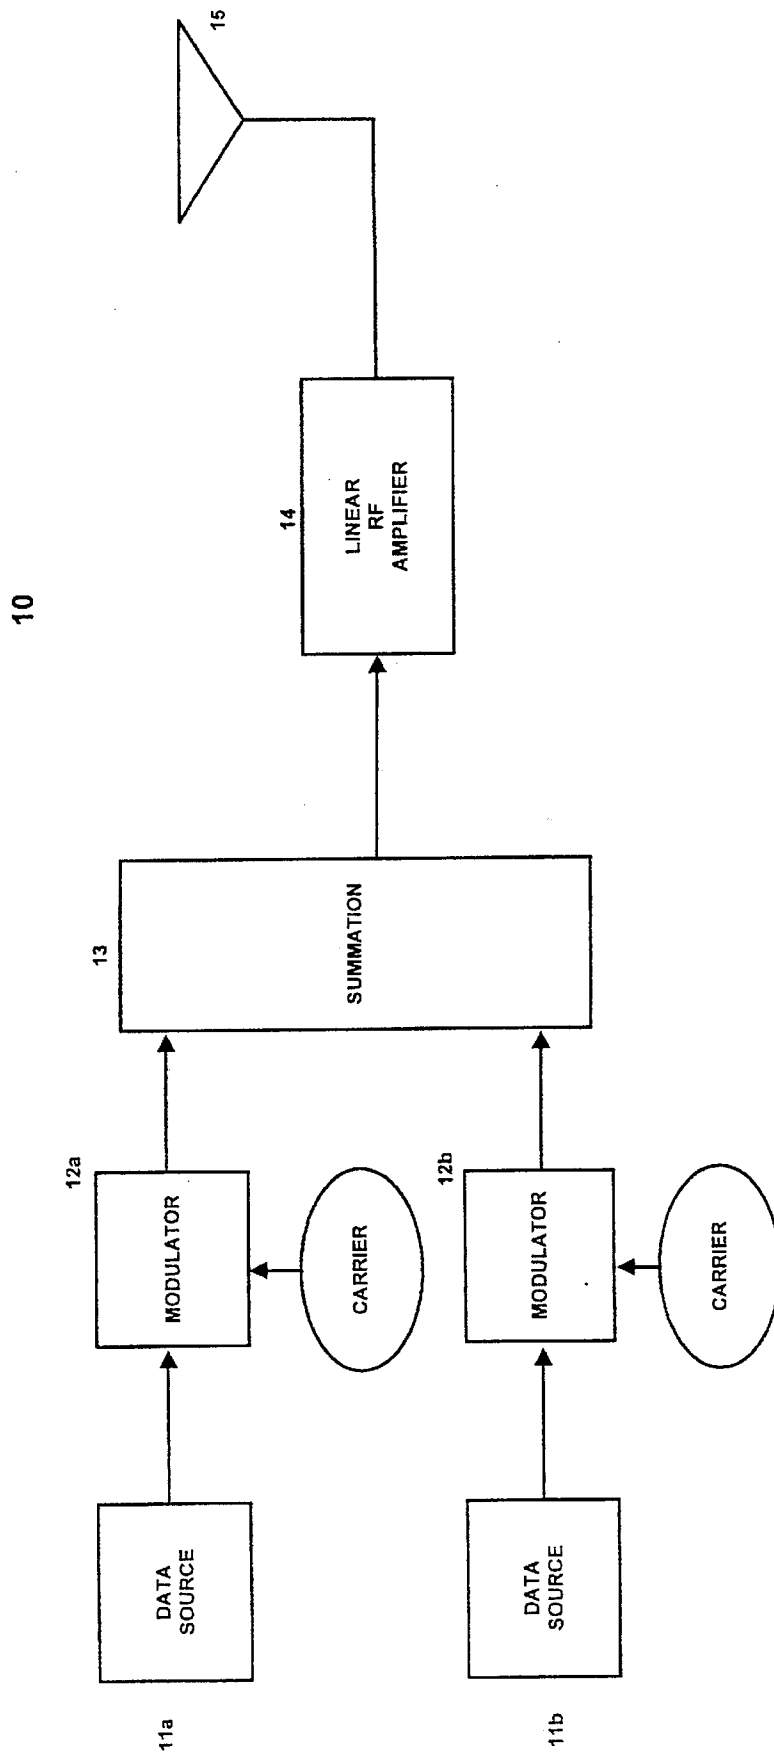 10
11a
DATA
SOURCE
12a
MODULATOR
CARRIER
11b
DATA
SOURCE
12b
MODULATOR
CARRIER
13
SUMMATION
14
LINEAR
RF
AMPLIFIER
15